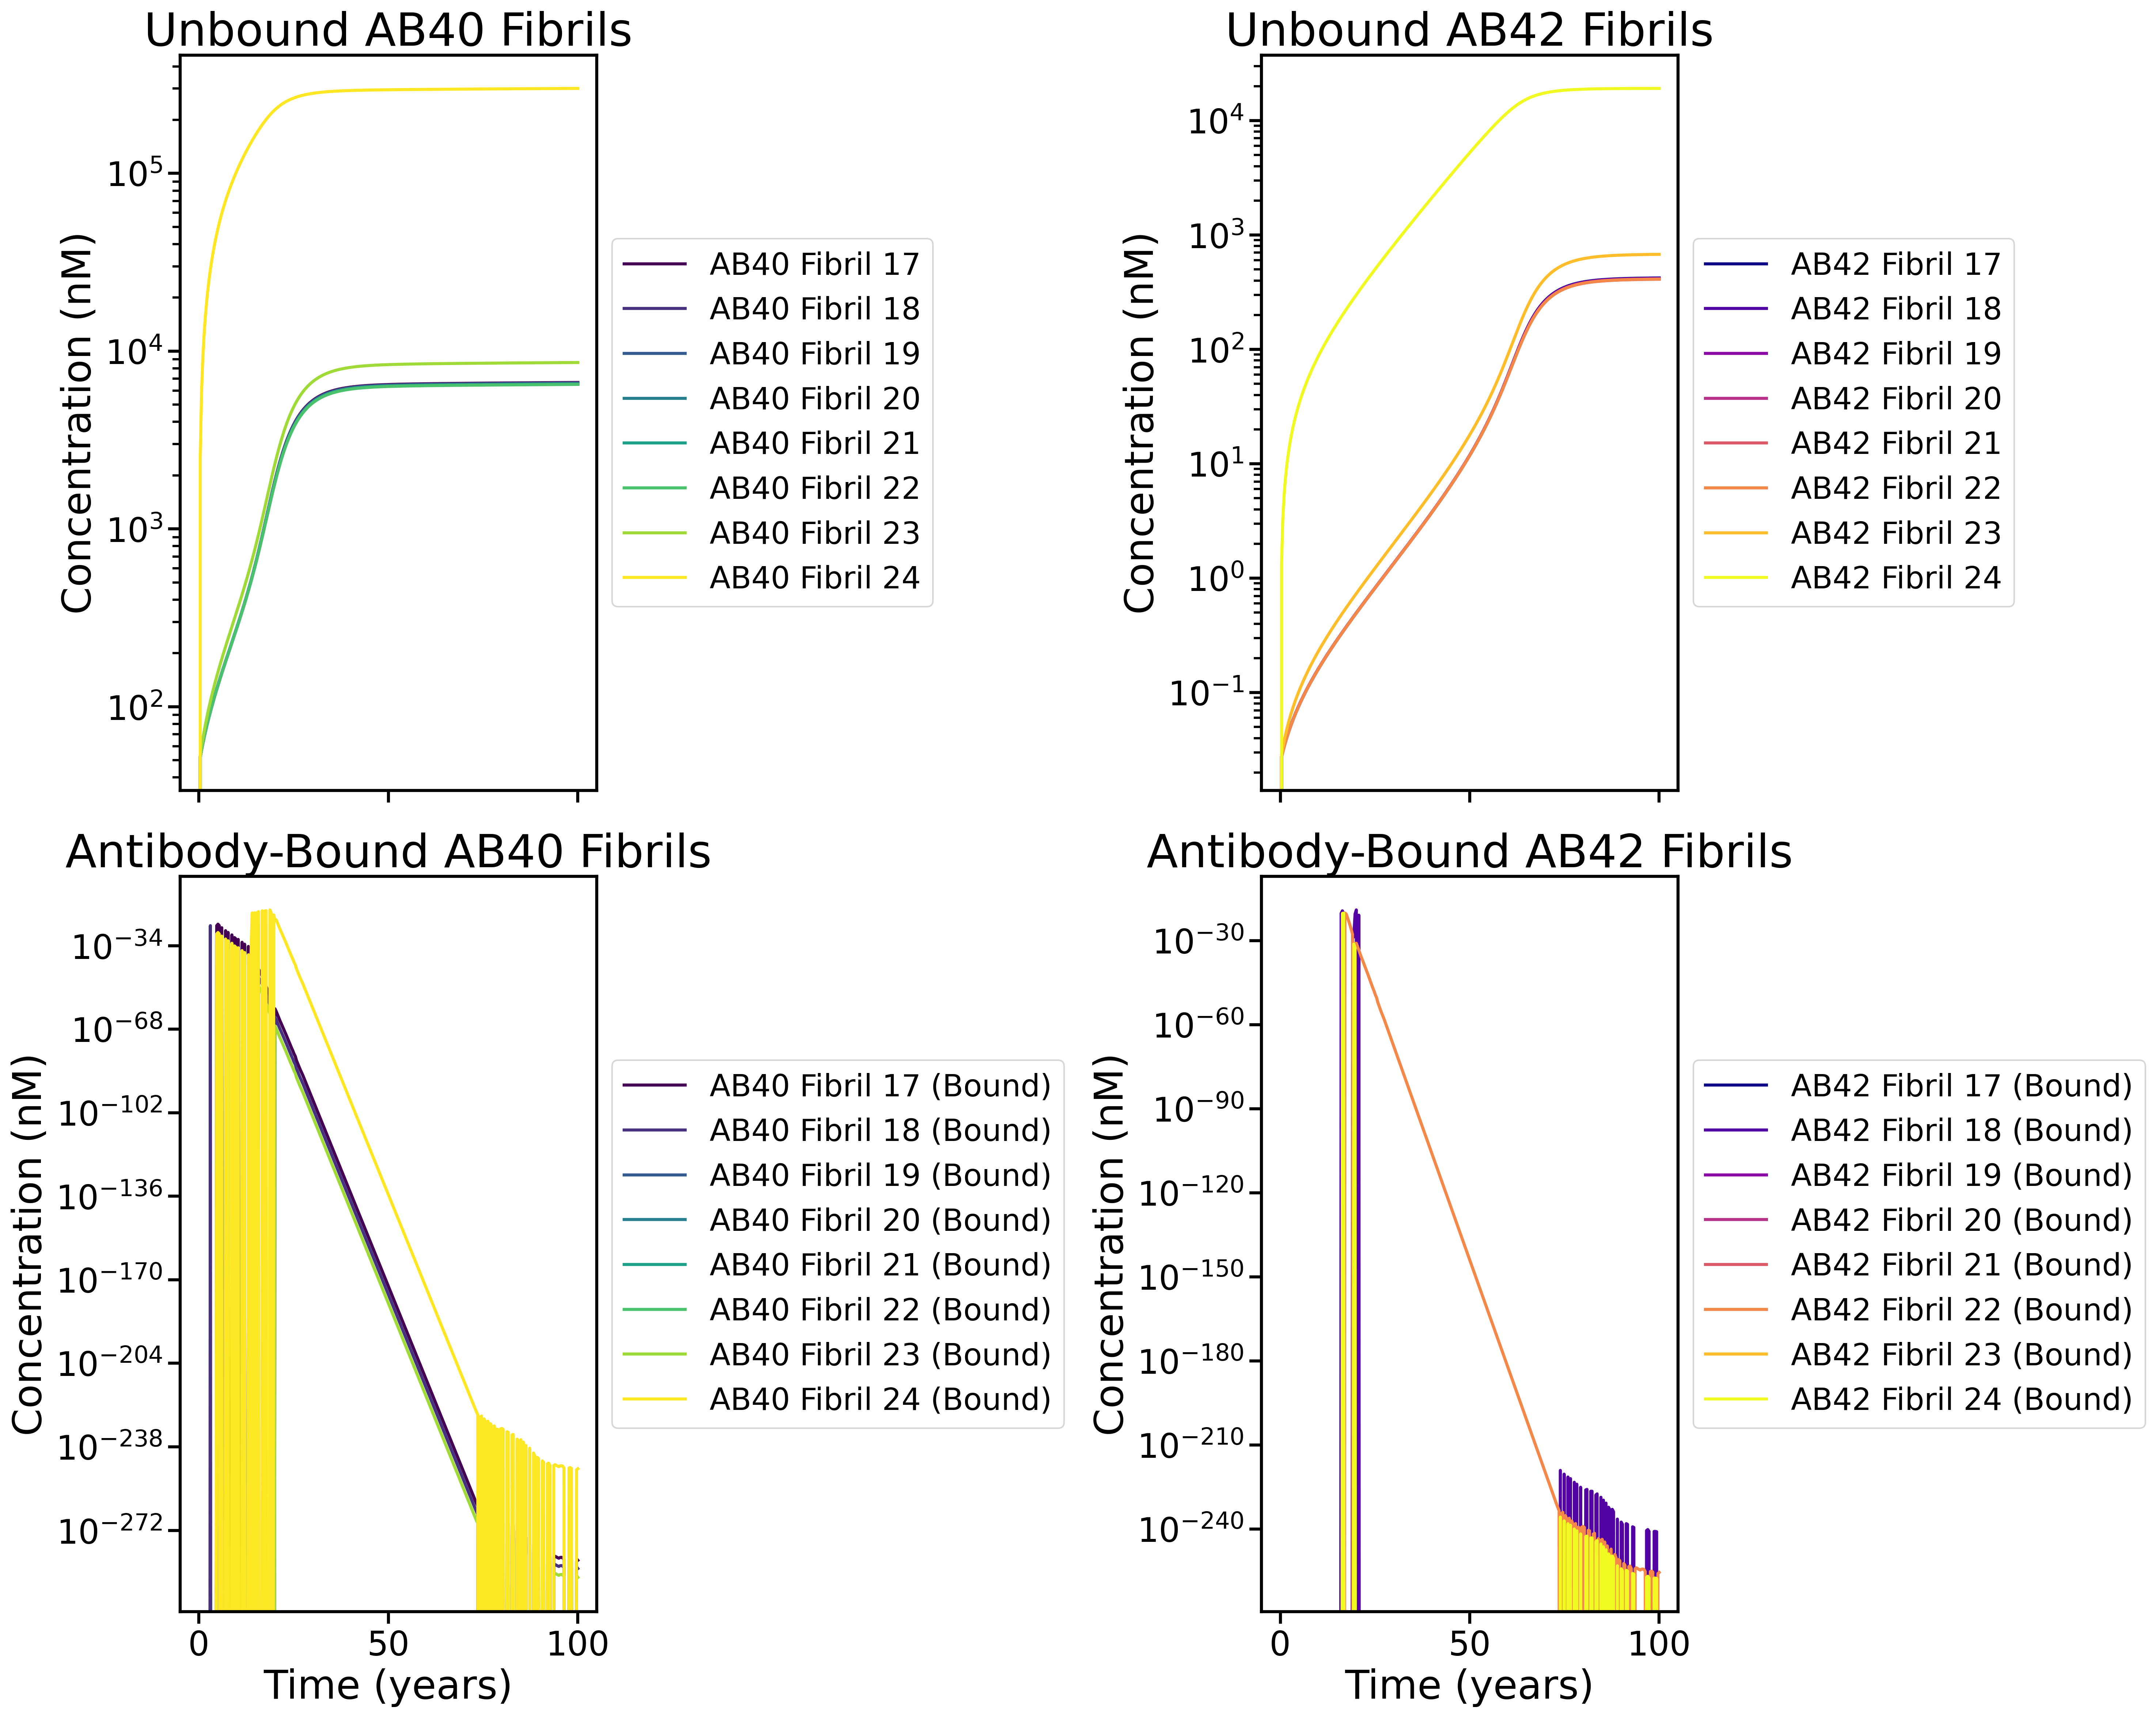 Unbound AB40 Fibrils
Concentration (nM)
10^5
10^4
10^3
10^2
AB40 Fibril 17
AB40 Fibril 18
AB40 Fibril 19
AB40 Fibril 20
AB40 Fibril 21
AB40 Fibril 22
AB40 Fibril 23
AB40 Fibril 24
Unbound AB42 Fibrils
Concentration (nM)
10^4
10^3
10^2
10^1
10^0
10^−1
AB42 Fibril 17
AB42 Fibril 18
AB42 Fibril 19
AB42 Fibril 20
AB42 Fibril 21
AB42 Fibril 22
AB42 Fibril 23
AB42 Fibril 24
Antibody-Bound AB40 Fibrils
Concentration (nM)
10^−34
10^−68
10^−102
10^−136
10^−170
10^−204
10^−238
10^−272
0 50 100
Time (years)
AB40 Fibril 17 (Bound)
AB40 Fibril 18 (Bound)
AB40 Fibril 19 (Bound)
AB40 Fibril 20 (Bound)
AB40 Fibril 21 (Bound)
AB40 Fibril 22 (Bound)
AB40 Fibril 23 (Bound)
AB40 Fibril 24 (Bound)
Antibody-Bound AB42 Fibrils
Concentration (nM)
10^−30
10^−60
10^−90
10^−120
10^−150
10^−180
10^−210
10^−240
0 50 100
Time (years)
AB42 Fibril 17 (Bound)
AB42 Fibril 18 (Bound)
AB42 Fibril 19 (Bound)
AB42 Fibril 20 (Bound)
AB42 Fibril 21 (Bound)
AB42 Fibril 22 (Bound)
AB42 Fibril 23 (Bound)
AB42 Fibril 24 (Bound)